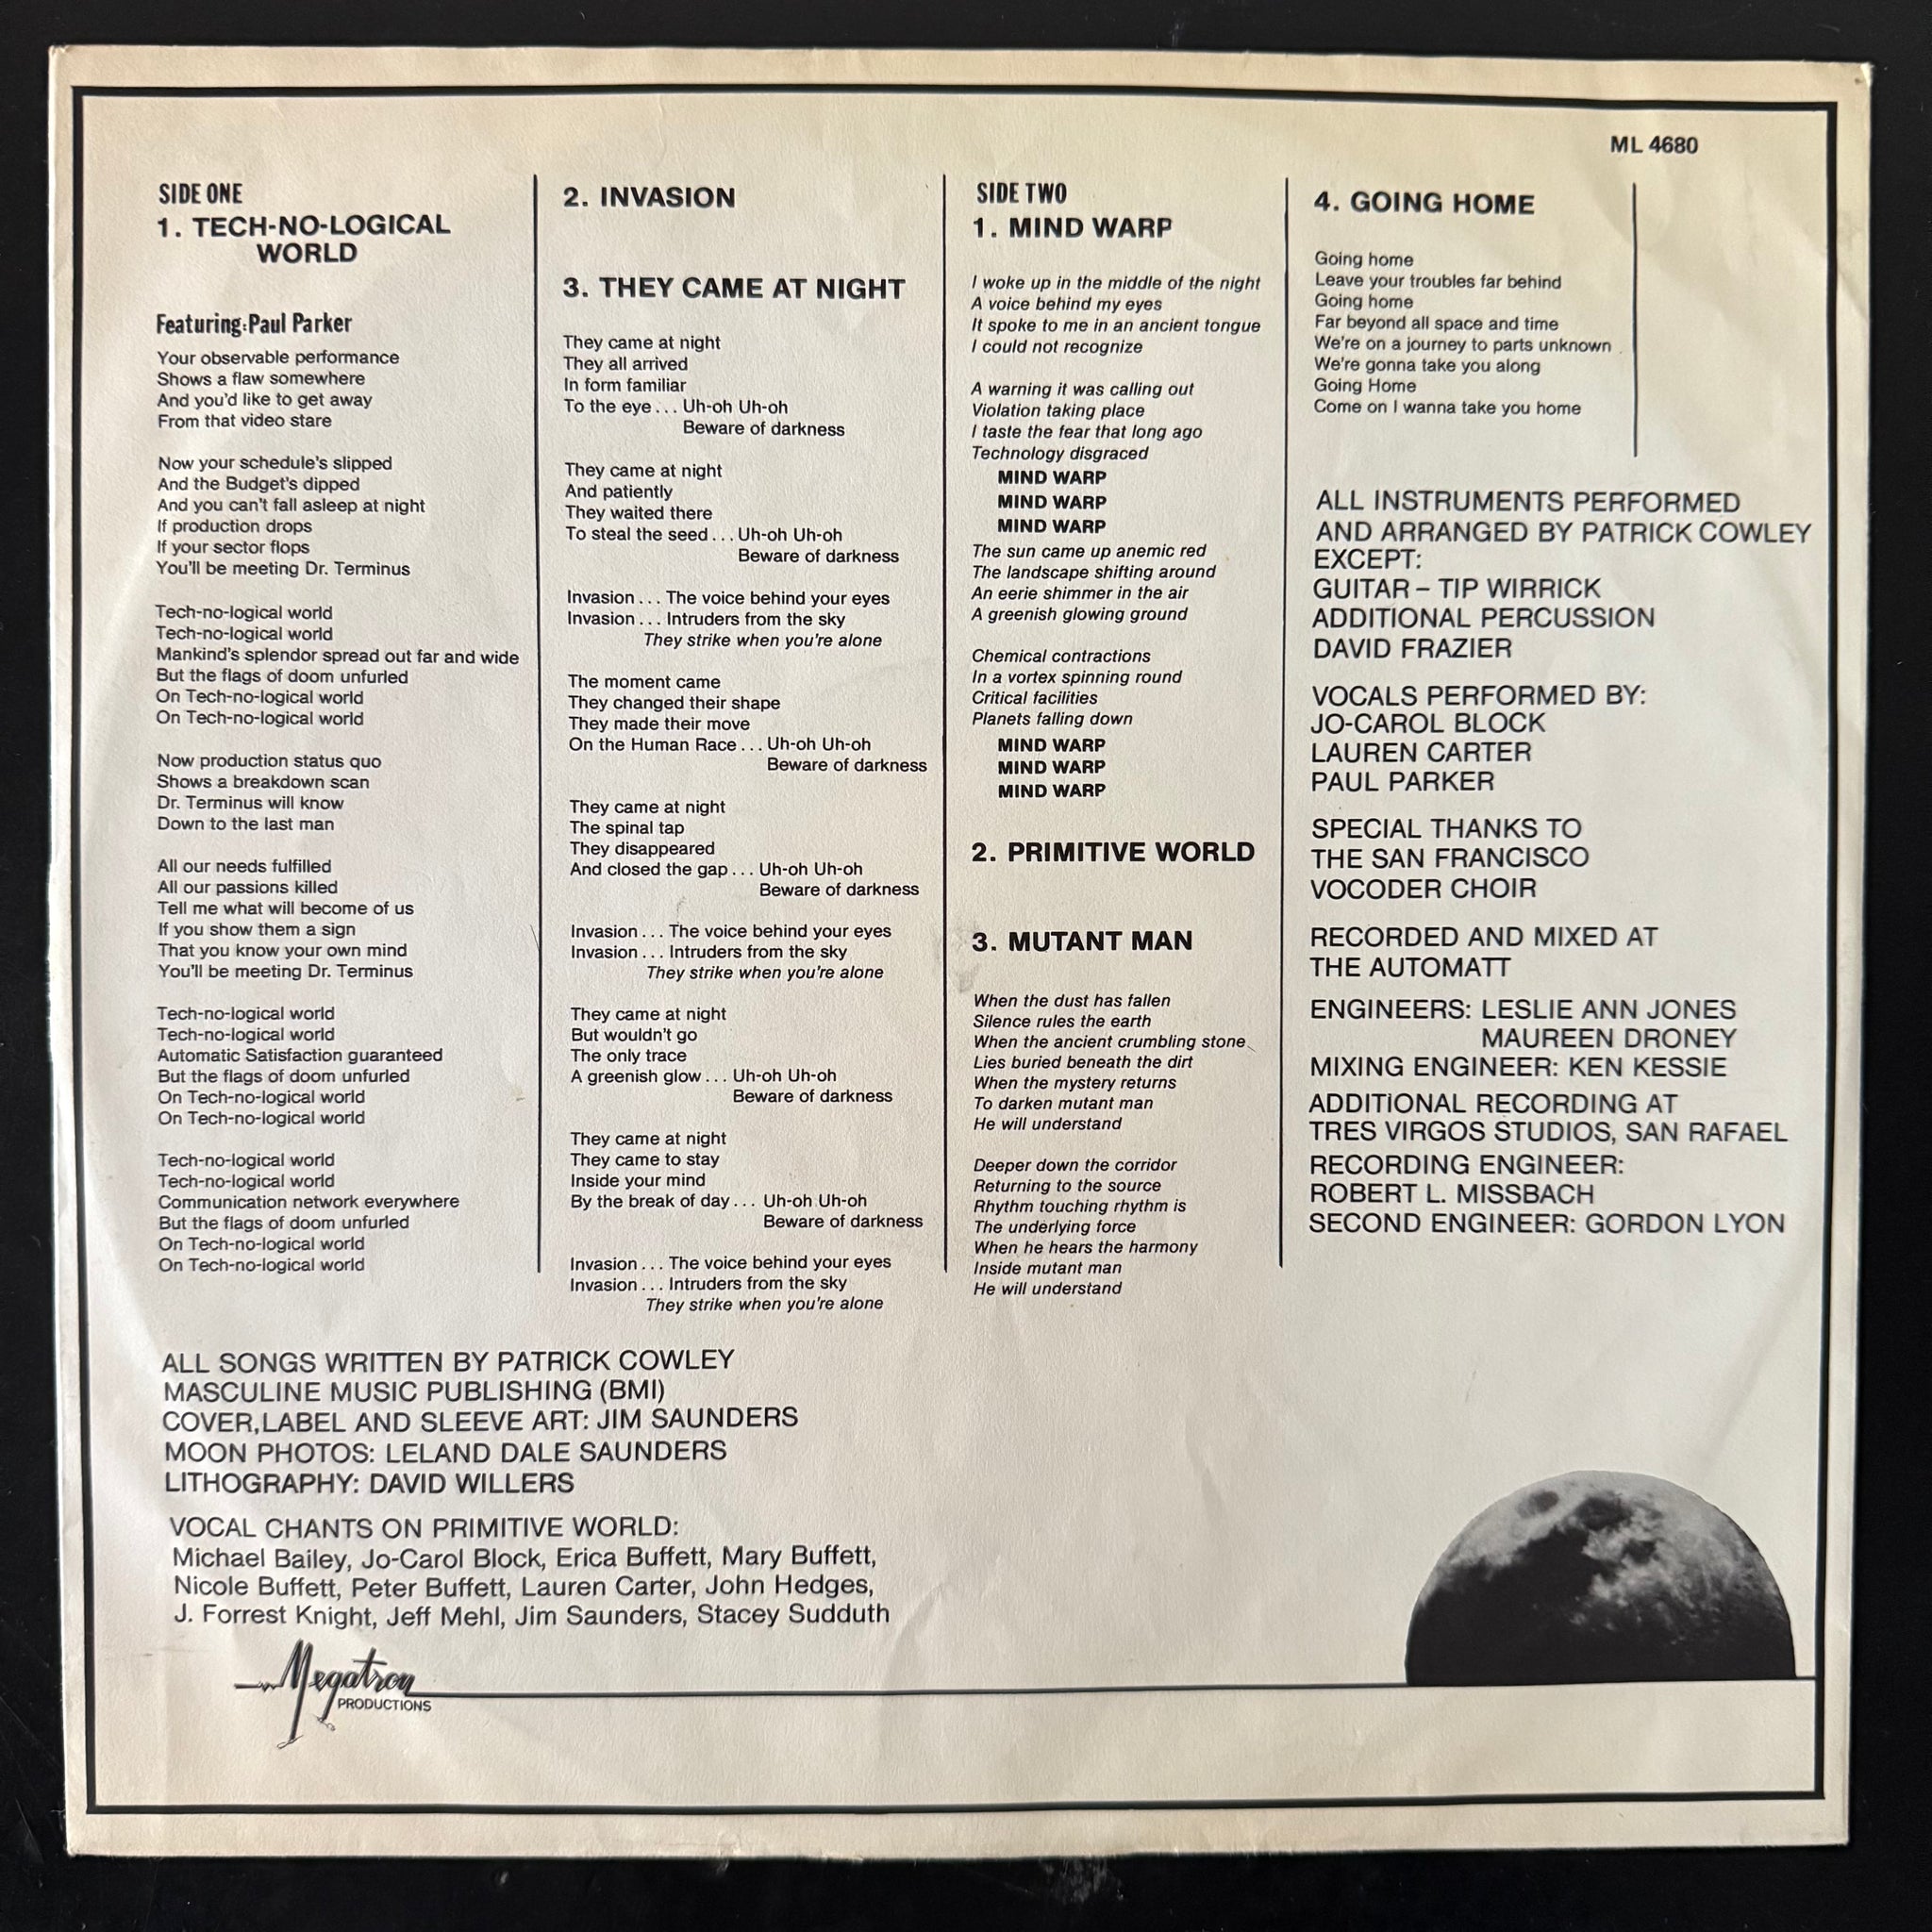 ML 4680
SIDE ONE
1. TECH-NO-LOGICAL
WORLD
Featuring: Paul Parker
Your observable performance
Shows a flaw somewhere
And you'd like to get away
From that video stare
Now your schedule's slipped
And the Budget's dipped
And you can't fall asleep at night
If production drops
If your sector flops
You'll be meeting Dr. Terminus
Tech-no-logical world
Tech-no-logical world
Mankind's splendor spread out far and wide
But the flags of doom unfurled
On Tech-no-logical world
On Tech-no-logical world
Now production status quo
Shows a breakdown scan
Dr. Terminus will know
Down to the last man
All our needs fulfilled
All our passions killed
Tell me what will become of us
If you show them a sign
That you know your own mind
You'll be meeting Dr. Terminus
Tech-no-logical world
Tech-no-logical world
Automatic Satisfaction guaranteed
But the flags of doom unfurled
On Tech-no-logical world
On Tech-no-logical world
Tech-no-logical world
Tech-no-logical world
Communication network everywhere
But the flags of doom unfurled
On Tech-no-logical world
On Tech-no-logical world
2. INVASION
3. THEY CAME AT NIGHT
They came at night
They all arrived
In form familiar
To the eye... Uh-oh Uh-oh
Beware of darkness
They came at night
And patiently
They waited there
To steal the seed... Uh-oh Uh-oh
Beware of darkness
Invasion... The voice behind your eyes
Invasion... Intruders from the sky
They strike when you're alone
The moment came
They changed their shape
They made their move
On the Human Race... Uh-oh Uh-oh
Beware of darkness
They came at night
The spinal tap
They disappeared
And closed the gap... Uh-oh Uh-oh
Beware of darkness
Invasion... The voice behind your eyes
Invasion... Intruders from the sky
They strike when you're alone
They came at night
But wouldn't go
The only trace
A greenish glow... Uh-oh Uh-oh
Beware of darkness
They came at night
They came to stay
Inside your mind
By the break of day... Uh-oh Uh-oh
Beware of darkness
Invasion... The voice behind your eyes
Invasion... Intruders from the sky
They strike when you're alone
SIDE TWO
1. MIND WARP
I woke up in the middle of the night
A voice behind my eyes
It spoke to me in an ancient tongue
I could not recognize
A warning it was calling out
Violation taking place
I taste the fear that long ago
Technology disgraced
MIND WARP
MIND WARP
MIND WARP
The sun came up anemic red
The landscape shifting around
An eerie shimmer in the air
A greenish glowing ground
Chemical contractions
In a vortex spinning round
Critical facilities
Planets falling down
MIND WARP
MIND WARP
MIND WARP
2. PRIMITIVE WORLD
3. MUTANT MAN
When the dust has fallen
Silence rules the earth
When the ancient crumbling stone
Lies buried beneath the dirt
When the mystery returns
To darken mutant man
He will understand
Deeper down the corridor
Returning to the source
Rhythm touching rhythm is
The underlying force
When he hears the harmony
Inside mutant man
He will understand
4. GOING HOME
Going home
Leave your troubles far behind
Going home
Far beyond all space and time
We're on a journey to parts unknown
We're gonna take you along
Going Home
Come on I wanna take you home
ALL INSTRUMENTS PERFORMED
AND ARRANGED BY PATRICK COWLEY
EXCEPT:
GUITAR – TIP WIRRICK
ADDITIONAL PERCUSSION
DAVID FRAZIER
VOCALS PERFORMED BY:
JO-CAROL BLOCK
LAUREN CARTER
PAUL PARKER
SPECIAL THANKS TO
THE SAN FRANCISCO
VOCODER CHOIR
RECORDED AND MIXED AT
THE AUTOMATT
ENGINEERS: LESLIE ANN JONES
MAUREEN DRONEY
MIXING ENGINEER: KEN KESSIE
ADDITIONAL RECORDING AT
TRES VIRGOS STUDIOS, SAN RAFAEL
RECORDING ENGINEER:
ROBERT L. MISSBACH
SECOND ENGINEER: GORDON LYON
ALL SONGS WRITTEN BY PATRICK COWLEY
MASCULINE MUSIC PUBLISHING (BMI)
COVER, LABEL AND SLEEVE ART: JIM SAUNDERS
MOON PHOTOS: LELAND DALE SAUNDERS
LITHOGRAPHY: DAVID WILLERS
VOCAL CHANTS ON PRIMITIVE WORLD:
Michael Bailey, Jo-Carol Block, Erica Buffett, Mary Buffett,
Nicole Buffett, Peter Buffett, Lauren Carter, John Hedges,
J. Forrest Knight, Jeff Mehl, Jim Saunders, Stacey Sudduth
Megatron
PRODUCTIONS